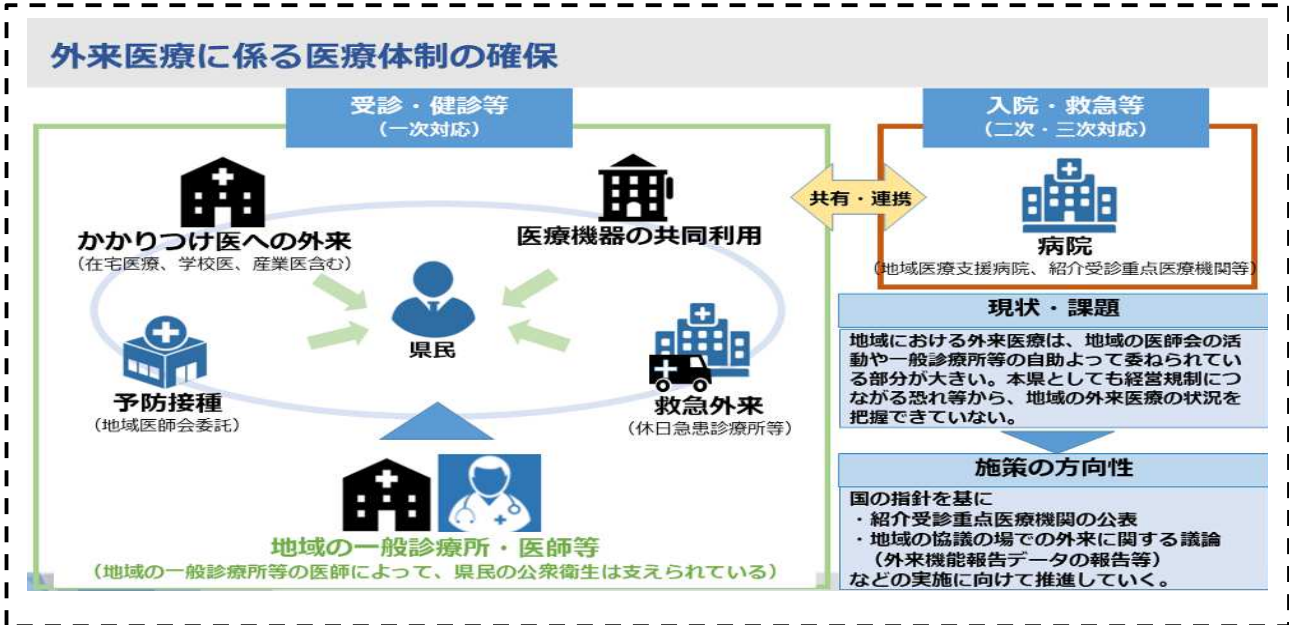 外来医療に係る医療体制の確保
受診・健診等
（一次対応）
かかりつけ医への外来
（在宅医療、学校医、産業医含む）
医療機器の共同利用
県民
予防接種
（地域医師会委託）
救急外来
（休日急患診療所等）
地域の一般診療所・医師等
（地域の一般診療所等の医師によって、県民の公衆衛生は支えられている）
共有・連携
入院・救急等
（二次・三次対応）
病院
（地域医療支援病院、紹介受診重点医療機関等）
現状・課題
地域における外来医療は、地域の医師会の活
動や一般診療所等の自助よって委ねられてい
る部分が大きい。本県としても経営規制につ
ながる恐れ等から、地域の外来医療の状況を
把握できていない。
施策の方向性
国の指針を基に
・紹介受診重点医療機関の公表
・地域の協議の場での外来に関する議論
（外来機能報告データの報告等）
などの実施に向けて推進していく。